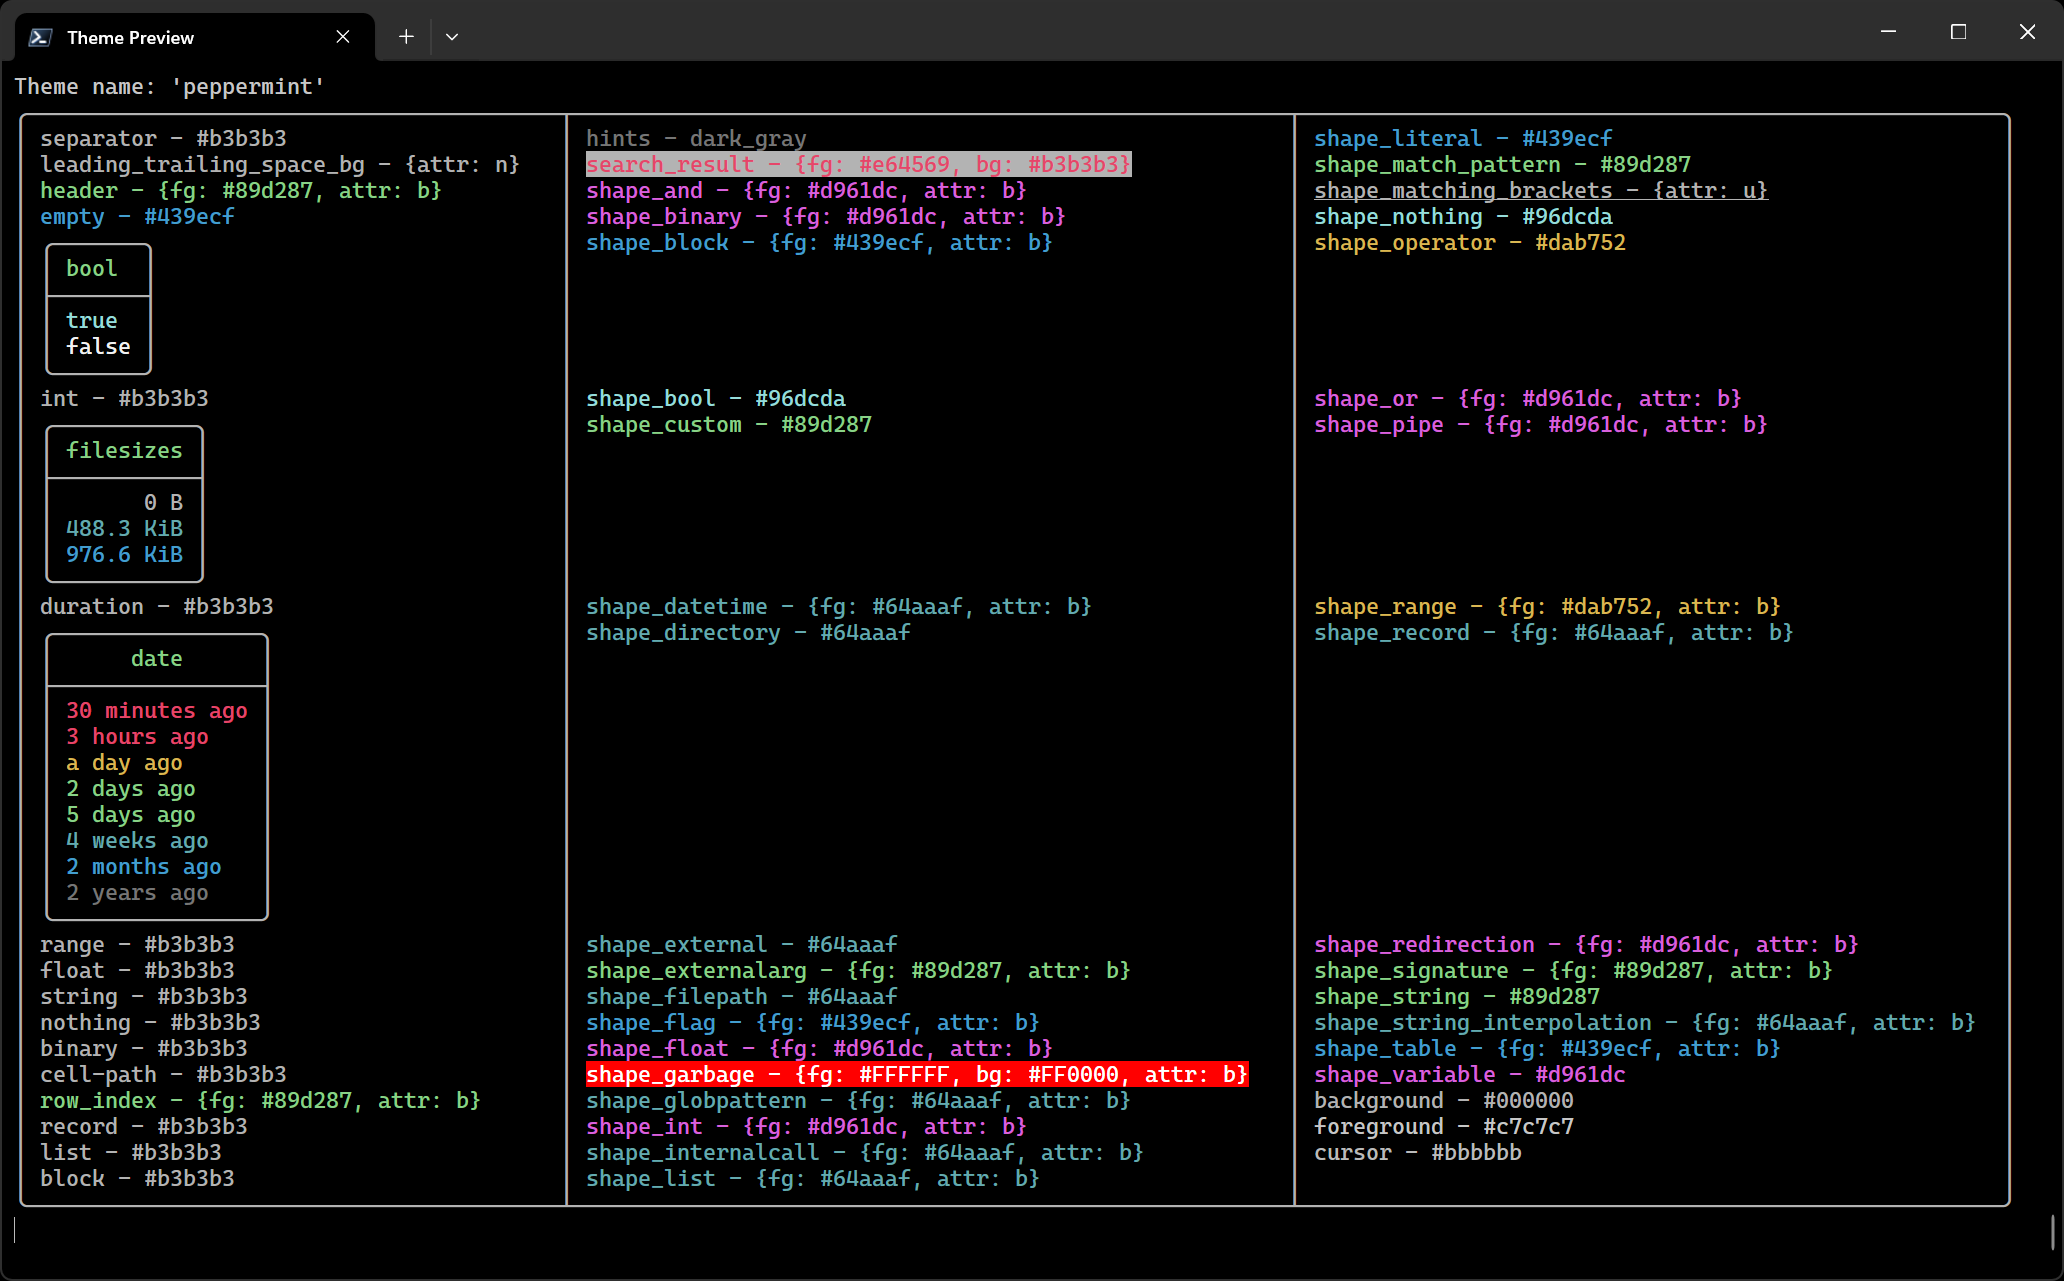 Theme Preview
Theme name: 'peppermint'
separator - #b3b3b3
leading_trailing_space_bg - {attr: n}
header - {fg: #89d287, attr: b}
empty - #439ecf
bool
true
false
int - #b3b3b3
filesizes
0 B
488.3 KiB
976.6 KiB
duration - #b3b3b3
date
30 minutes ago
3 hours ago
a day ago
2 days ago
5 days ago
4 weeks ago
2 months ago
2 years ago
range - #b3b3b3
float - #b3b3b3
string - #b3b3b3
nothing - #b3b3b3
binary - #b3b3b3
cell-path - #b3b3b3
row_index - {fg: #89d287, attr: b}
record - #b3b3b3
list - #b3b3b3
block - #b3b3b3
hints - dark_gray
search_result - {fg: #e64569, bg: #b3b3b3}
shape_and - {fg: #d961dc, attr: b}
shape_binary - {fg: #d961dc, attr: b}
shape_block - {fg: #439ecf, attr: b}
shape_bool - #96dcda
shape_custom - #89d287
shape_datetime - {fg: #64aaaf, attr: b}
shape_directory - #64aaaf
shape_external - #64aaaf
shape_externalarg - {fg: #89d287, attr: b}
shape_filepath - #64aaaf
shape_flag - {fg: #439ecf, attr: b}
shape_float - {fg: #d961dc, attr: b}
shape_garbage - {fg: #FFFFFF, bg: #FF0000, attr: b}
shape_globpattern - {fg: #64aaaf, attr: b}
shape_int - {fg: #d961dc, attr: b}
shape_internalcall - {fg: #64aaaf, attr: b}
shape_list - {fg: #64aaaf, attr: b}
shape_literal - #439ecf
shape_match_pattern - #89d287
shape_matching_brackets - {attr: u}
shape_nothing - #96dcda
shape_operator - #dab752
shape_or - {fg: #d961dc, attr: b}
shape_pipe - {fg: #d961dc, attr: b}
shape_range - {fg: #dab752, attr: b}
shape_record - {fg: #64aaaf, attr: b}
shape_redirection - {fg: #d961dc, attr: b}
shape_signature - {fg: #89d287, attr: b}
shape_string - #89d287
shape_string_interpolation - {fg: #64aaaf, attr: b}
shape_table - {fg: #439ecf, attr: b}
shape_variable - #d961dc
background - #000000
foreground - #c7c7c7
cursor - #bbbbbb